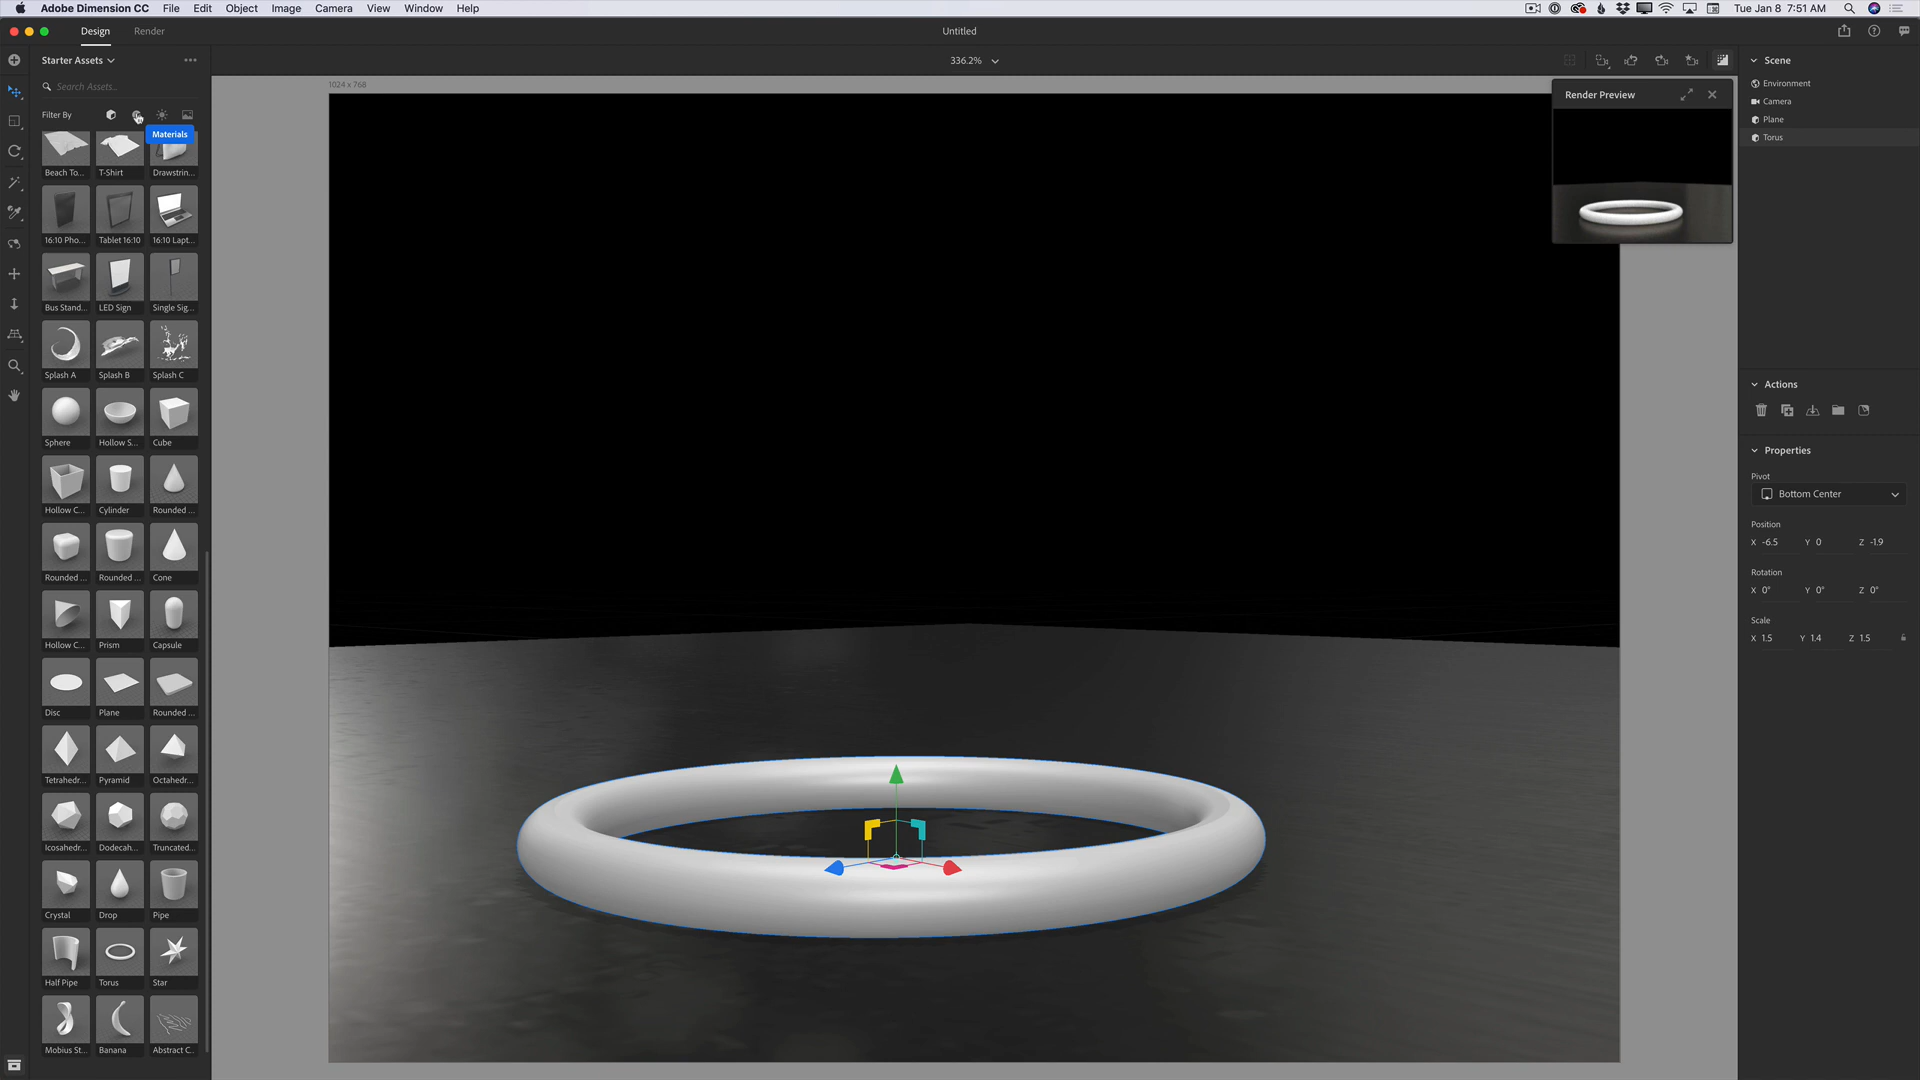 Adobe Dimension CC File Edit Object Image Camera View Window Help
Tue Jan 8 7:51 AM
Design Render
Untitled
Starter Assets
336.2%
Search Assets...
Filter By
Materials
Beach To... T-Shirt Drawstrin...
16:10 Pho... Tablet 16:10 16:10 Lapt...
Bus Stand... LED Sign Single Sig...
Splash A Splash B Splash C
Sphere Hollow S... Cube
Hollow C... Cylinder Rounded ...
Rounded ... Rounded ... Cone
Hollow C... Prism Capsule
Disc Plane Rounded ...
Tetrahedr... Pyramid Octahedr...
Icosahedr... Dodecah... Truncated...
Crystal Drop Pipe
Half Pipe Torus Star
Mobius St... Banana Abstract C...
1024 x 768
Render Preview
Scene
Environment
Camera
Plane
Torus
Actions
Properties
Pivot
Bottom Center
Position
X -6.5 Y 0 Z -1.9
Rotation
X 0° Y 0° Z 0°
Scale
X 1.5 Y 1.4 Z 1.5